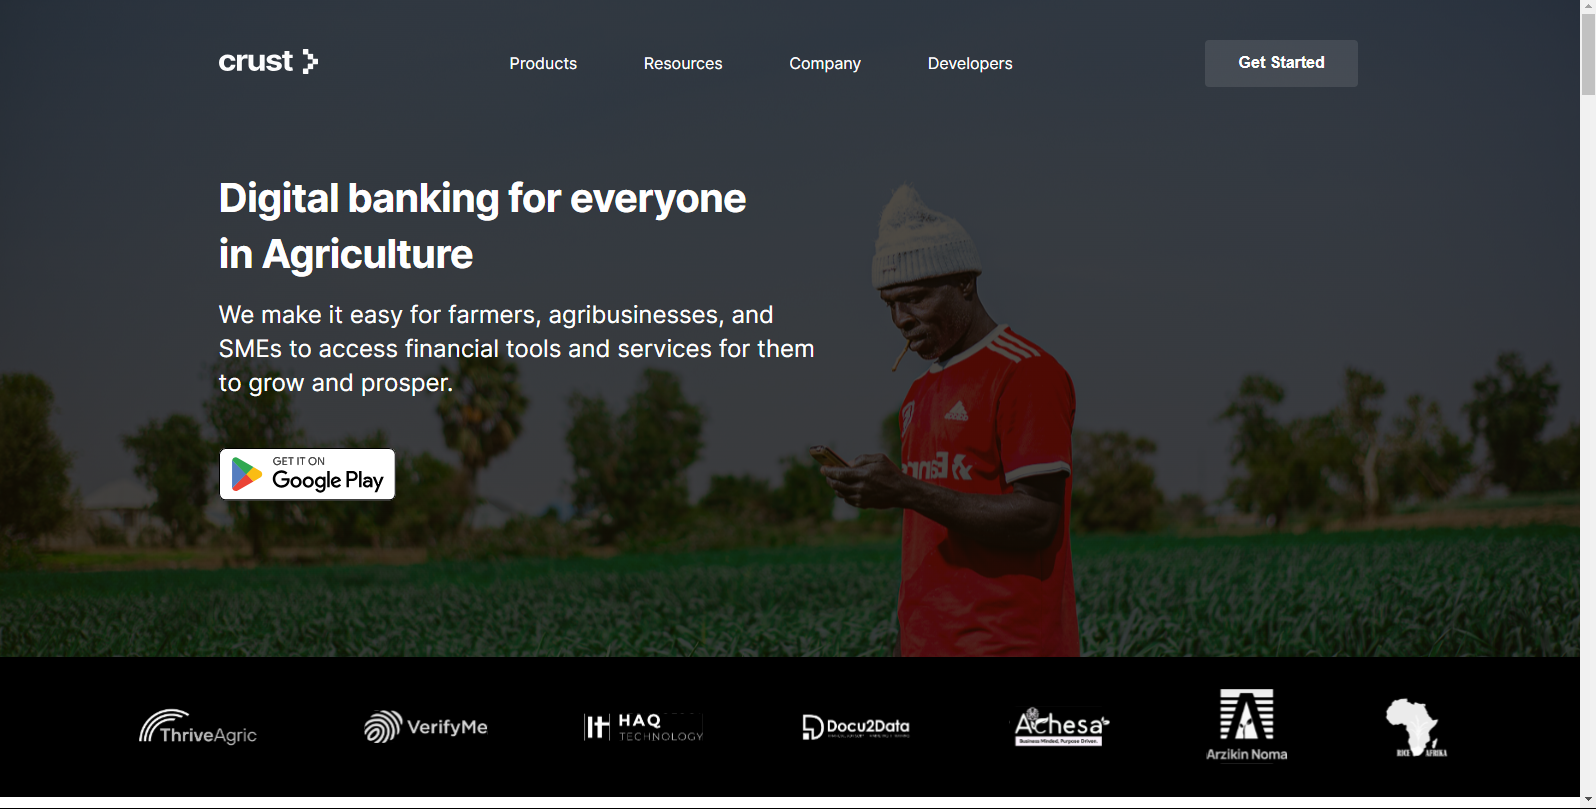 crust
Products
Resources
Company
Developers
Get Started
Digital banking for everyone
in Agriculture
We make it easy for farmers, agribusinesses, and
SMEs to access financial tools and services for them
to grow and prosper.
GET IT ON
Google Play
adidas
ThriveAgric
VerifyMe
HAQ
TECHNOLOGY
Docu2Data
Achesa
Business Minded. Purpose Driven.
Arzikin Noma
RICE AFRIKA